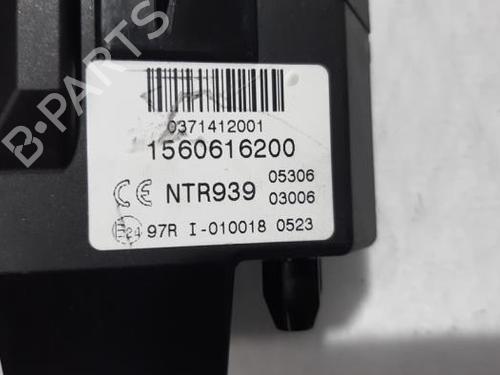 B-PARTS
0371412001
1560616200
CE NTR939 05306
03006
E24 97R I-010018 0523